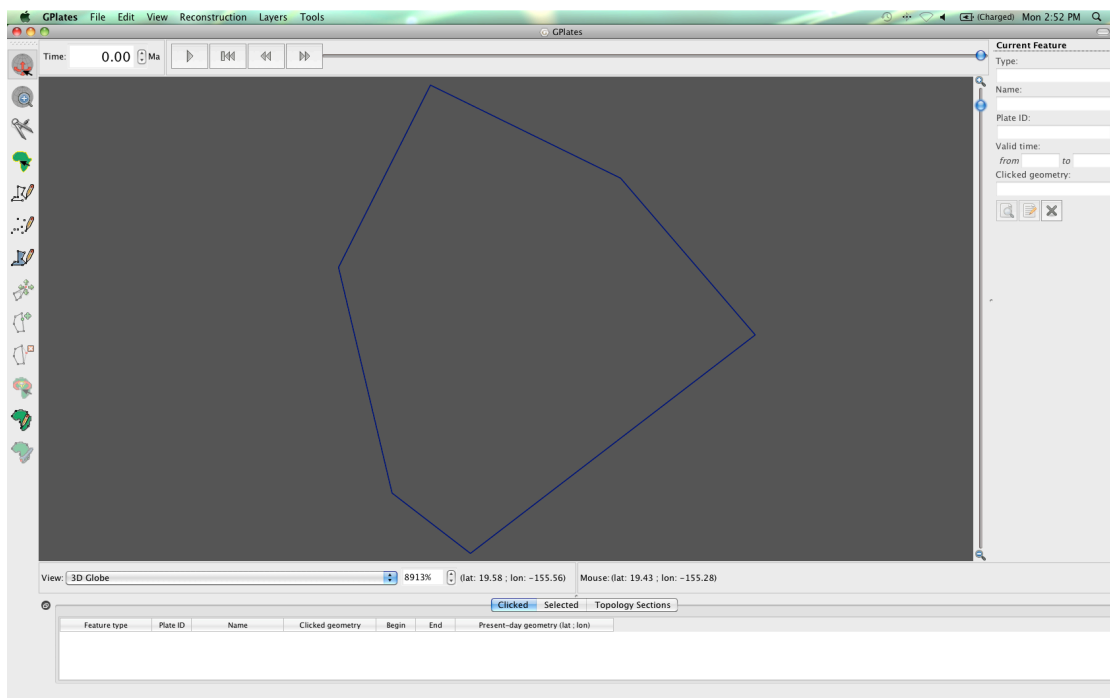 GPlates File Edit View Reconstruction Layers Tools (Charged) Mon 2:52 PM
GPlates
Time: 0.00 Ma
Current Feature
Type:
Name:
Plate ID:
Valid time:
from to
Clicked geometry:
View: 3D Globe 8913% (lat: 19.58 ; lon: -155.56) Mouse: (lat: 19.43 ; lon: -155.28)
Clicked Selected Topology Sections
Feature type Plate ID Name Clicked geometry Begin End Present-day geometry (lat ; lon)